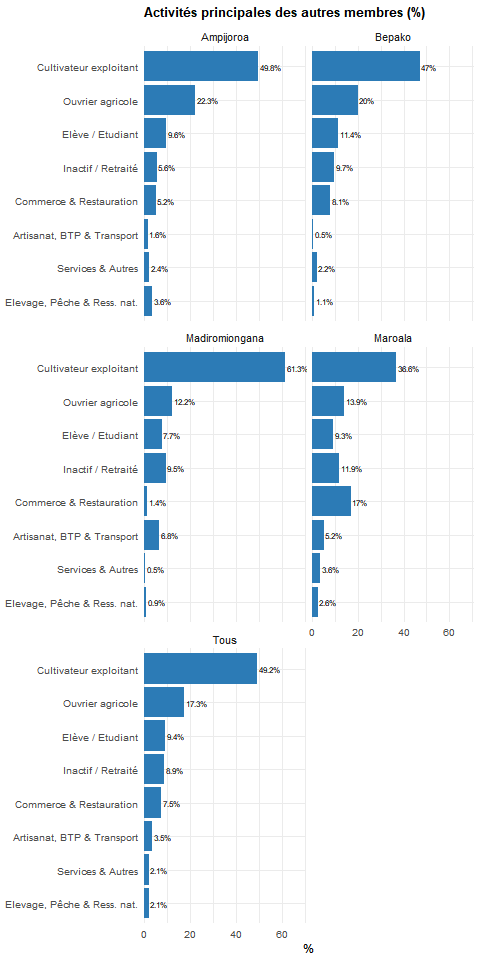 Activités principales des autres membres (%)
Ampijoroa
Bepako
Cultivateur exploitant 49.8% 47%
Ouvrier agricole 22.3% 20%
Elève / Etudiant 9.6% 11.4%
Inactif / Retraité 5.6% 9.7%
Commerce & Restauration 5.2% 8.1%
Artisanat, BTP & Transport 1.6% 0.5%
Services & Autres 2.4% 2.2%
Elevage, Pêche & Ress. nat. 3.6% 1.1%
Madiromiongana
Maroala
Cultivateur exploitant 61.3% 36.6%
Ouvrier agricole 12.2% 13.9%
Elève / Etudiant 7.7% 9.3%
Inactif / Retraité 9.5% 11.9%
Commerce & Restauration 1.4% 17%
Artisanat, BTP & Transport 6.8% 5.2%
Services & Autres 0.5% 3.6%
Elevage, Pêche & Ress. nat. 0.9% 2.6%
0 20 40 60
Tous
Cultivateur exploitant 49.2%
Ouvrier agricole 17.3%
Elève / Etudiant 9.4%
Inactif / Retraité 8.9%
Commerce & Restauration 7.5%
Artisanat, BTP & Transport 3.5%
Services & Autres 2.1%
Elevage, Pêche & Ress. nat. 2.1%
0 20 40 60
%